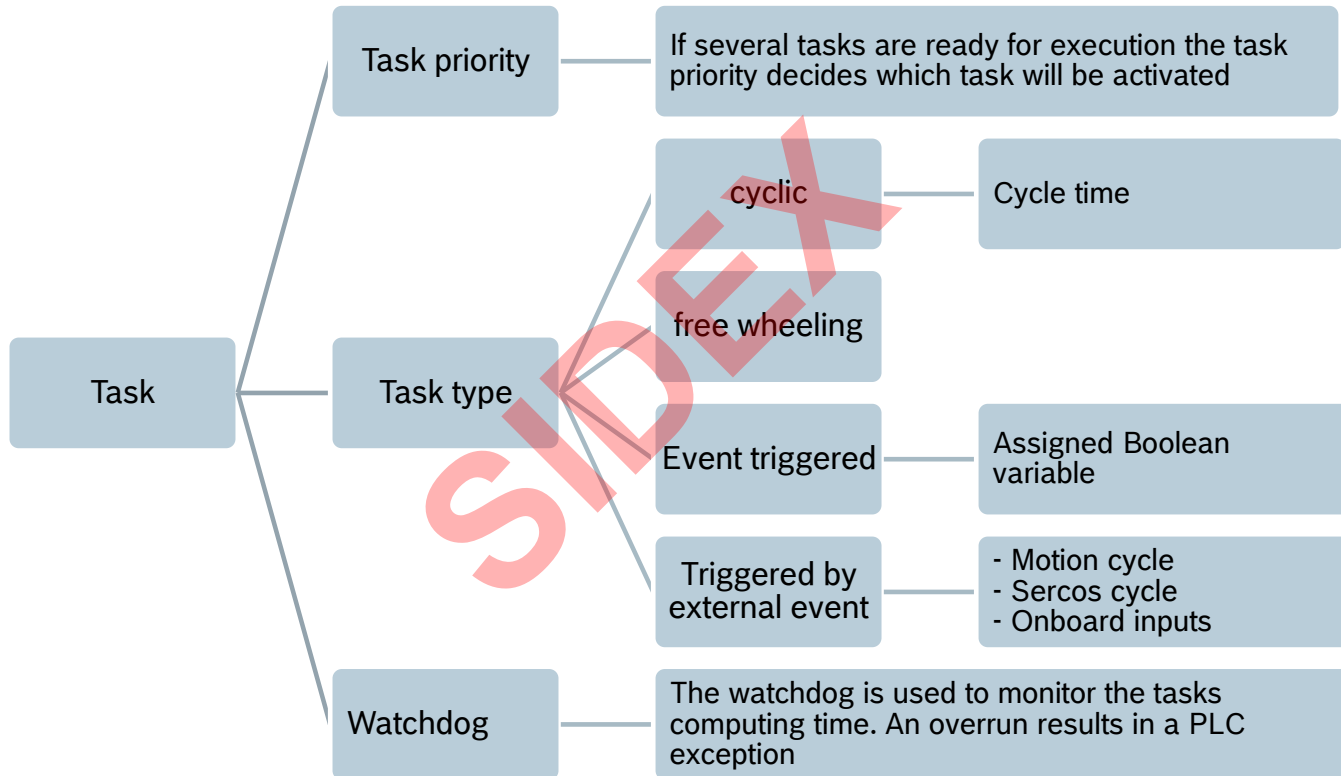 Task
Task priority
If several tasks are ready for execution the task
priority decides which task will be activated
Task type
cyclic
Cycle time
free wheeling
Event triggered
Assigned Boolean
variable
Triggered by
external event
- Motion cycle
- Sercos cycle
- Onboard inputs
Watchdog
The watchdog is used to monitor the tasks
computing time. An overrun results in a PLC
exception
SIDEX